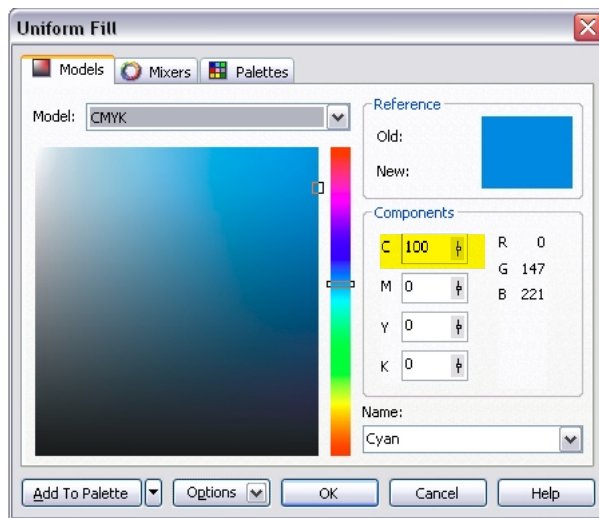 Uniform Fill
Models Mixers Palettes
Model: CMYK
Reference
Old:
New:
Components
C 100 R 0
M 0 G 147
Y 0 B 221
K 0
Name:
Cyan
Add To Palette Options OK Cancel Help